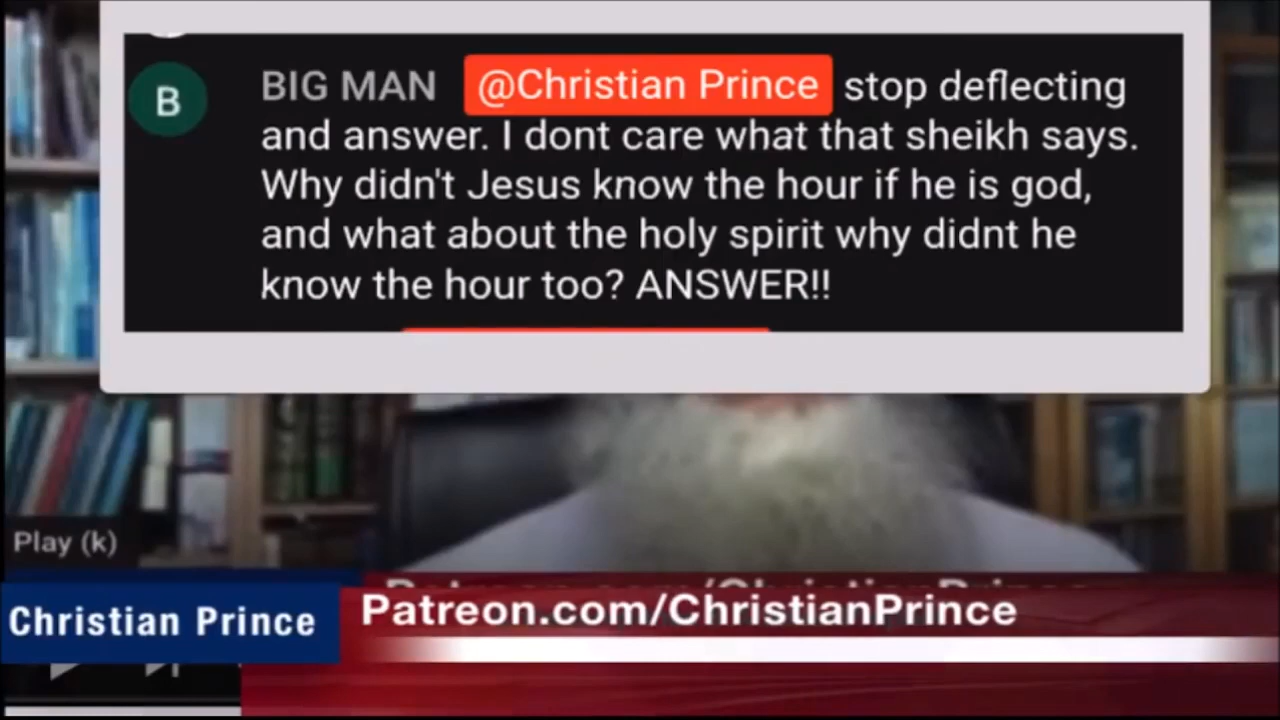 B
BIG MAN @Christian Prince stop deflecting
and answer. I dont care what that sheikh says.
Why didn't Jesus know the hour if he is god,
and what about the holy spirit why didnt he
know the hour too? ANSWER!!
Play (k)
Christian Prince
Patreon.com/ChristianPrince